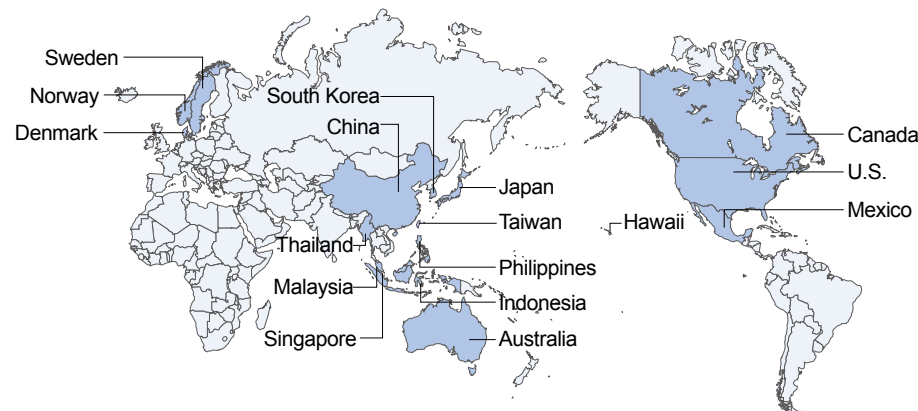 Sweden
Norway
Denmark
South Korea
China
Japan
Taiwan
Thailand
Philippines
Malaysia
Indonesia
Singapore
Australia
Hawaii
Canada
U.S.
Mexico